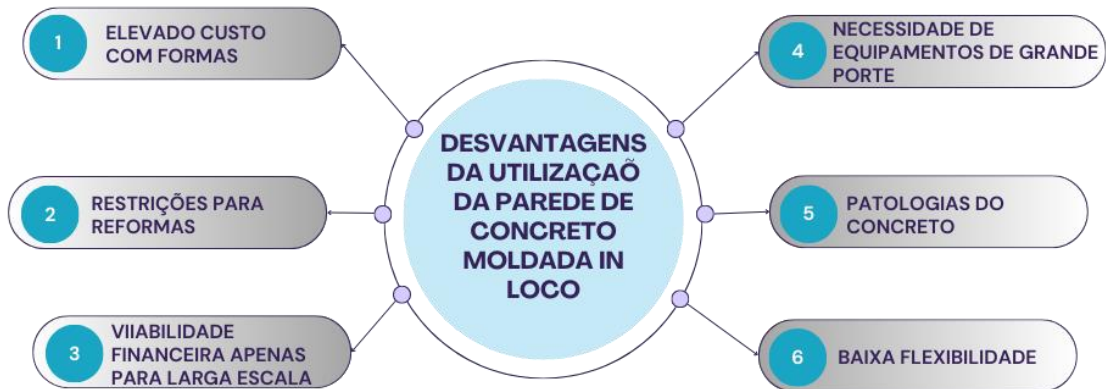 1
ELEVADO CUSTO
COM FORMAS
2
RESTRIÇÕES PARA
REFORMAS
3
VIIABILIDADE
FINANCEIRA APENAS
PARA LARGA ESCALA
DESVANTAGENS
DA UTILIZAÇAÕ
DA PAREDE DE
CONCRETO
MOLDADA IN
LOCO
4
NECESSIDADE DE
EQUIPAMENTOS DE GRANDE
PORTE
5
PATOLOGIAS DO
CONCRETO
6
BAIXA FLEXIBILIDADE